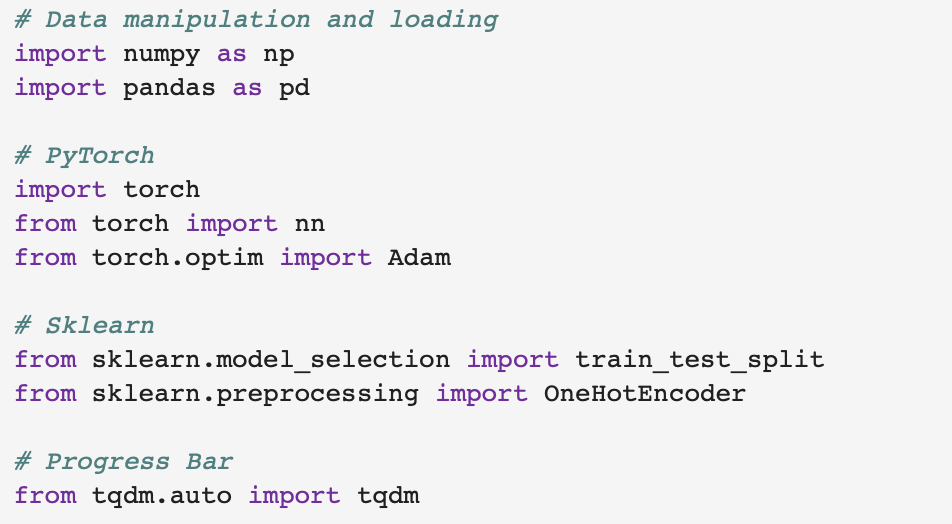 # Data manipulation and loading
import numpy as np
import pandas as pd
# PyTorch
import torch
from torch import nn
from torch.optim import Adam
# Sklearn
from sklearn.model_selection import train_test_split
from sklearn.preprocessing import OneHotEncoder
# Progress Bar
from tqdm.auto import tqdm